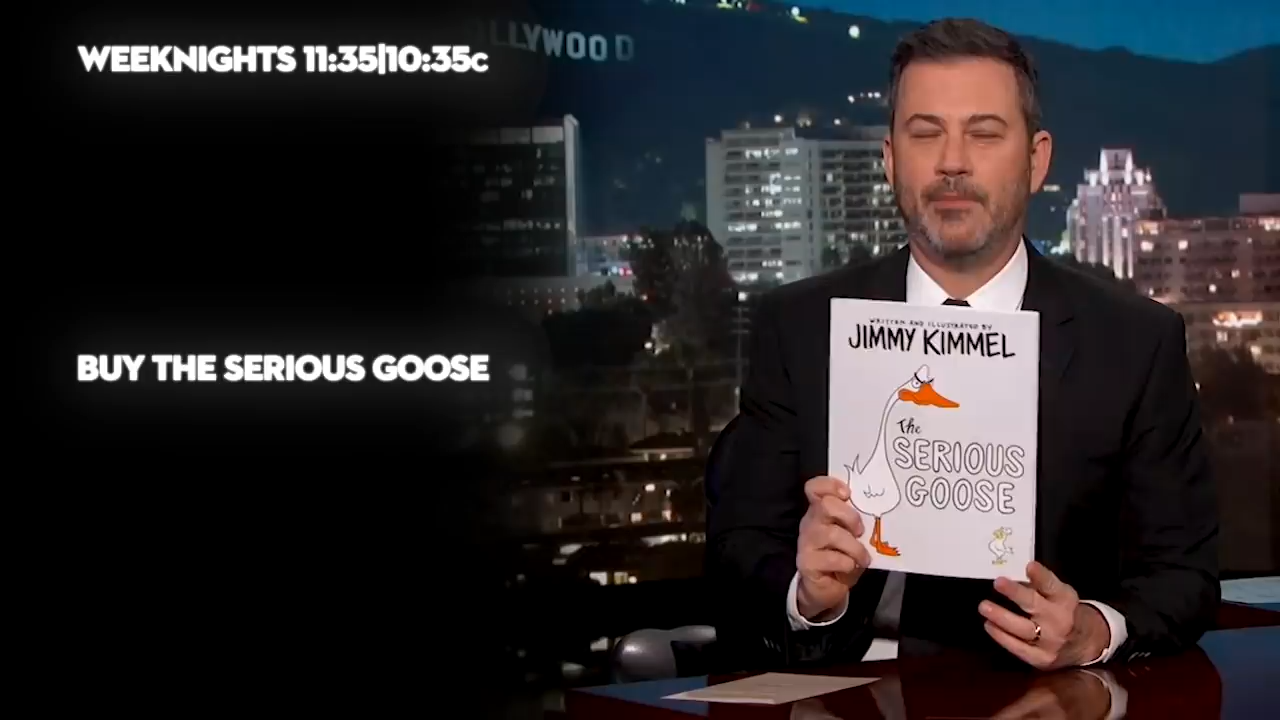 WEEKNIGHTS 11:35|10:35c
LLYWOOD
BUY THE SERIOUS GOOSE
WRITTEN AND ILLUSTRATED BY
JIMMY KIMMEL
The
SERIOUS
GOOSE